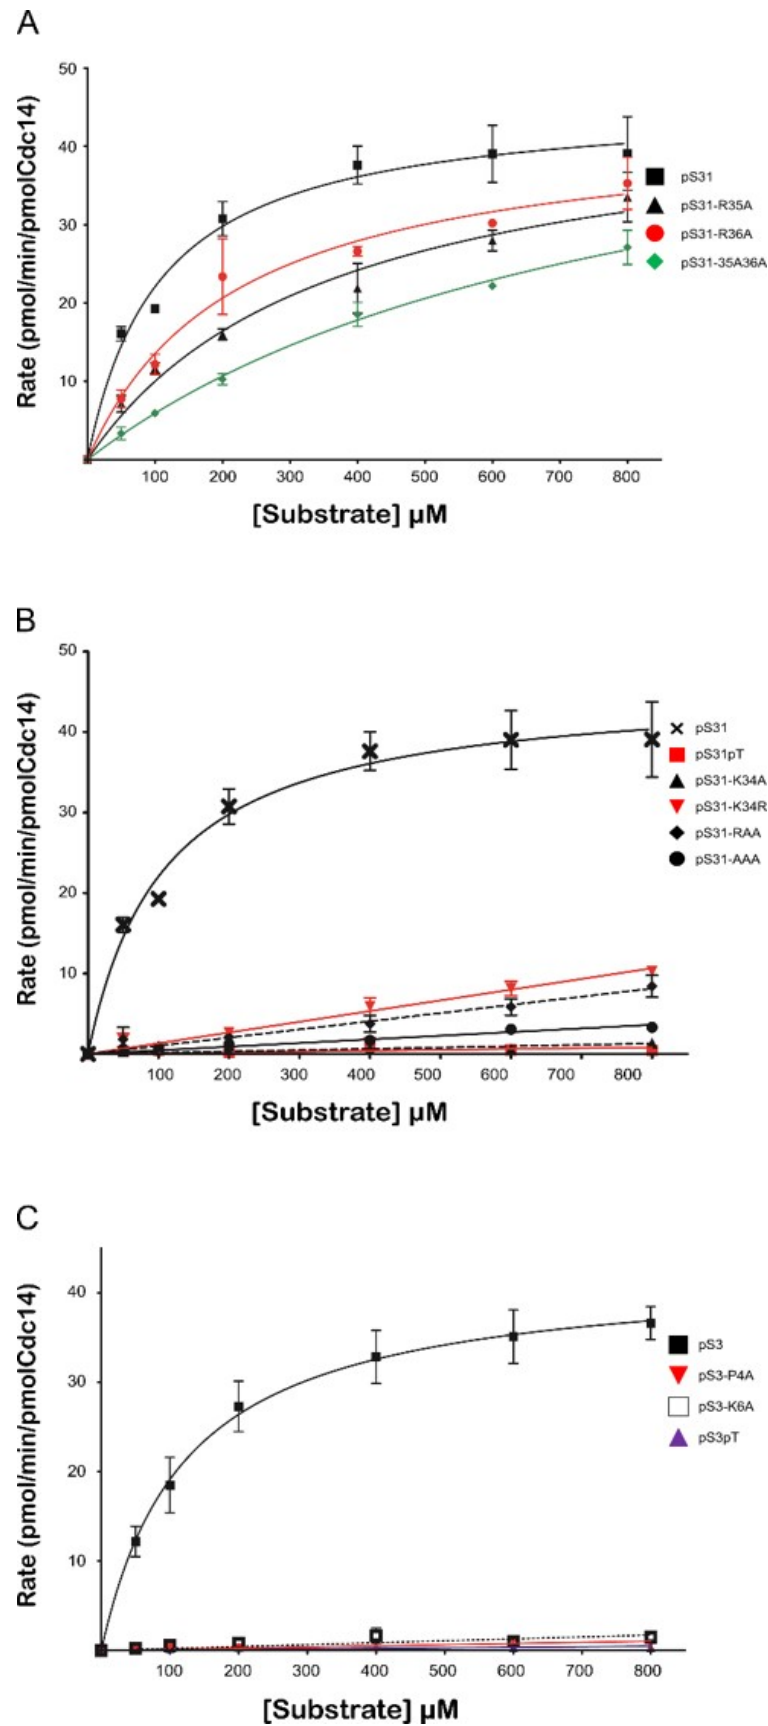 A
50
40
30
20
10
Rate (pmol/min/pmolCdc14)
100 200 300 400 500 600 700 800
[Substrate] µM
pS31
pS31-R35A
pS31-R36A
pS31-35A36A
B
50
40
30
20
10
Rate (pmol/min/pmolCdc14)
100 200 300 400 500 600 700 800
[Substrate] µM
pS31
pS31pT
pS31-K34A
pS31-K34R
pS31-RAA
pS31-AAA
C
40
30
20
10
Rate (pmol/min/pmolCdc14)
100 200 300 400 500 600 700 800
[Substrate] µM
pS3
pS3-P4A
pS3-K6A
pS3pT